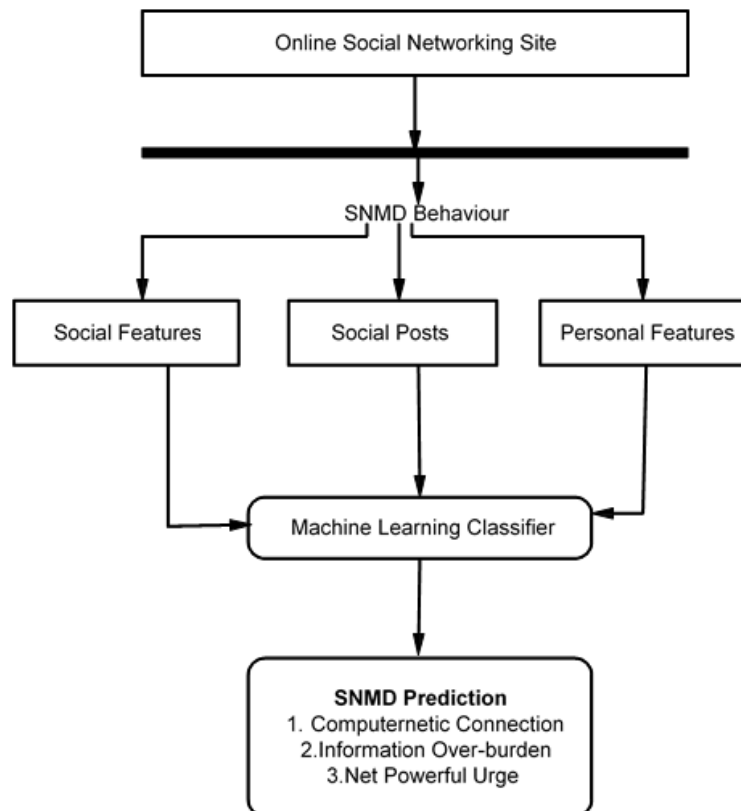 Online Social Networking Site
SNMD Behaviour
Social Features
Social Posts
Personal Features
Machine Learning Classifier
SNMD Prediction
1. Computernetic Connection
2.Information Over-burden
3.Net Powerful Urge